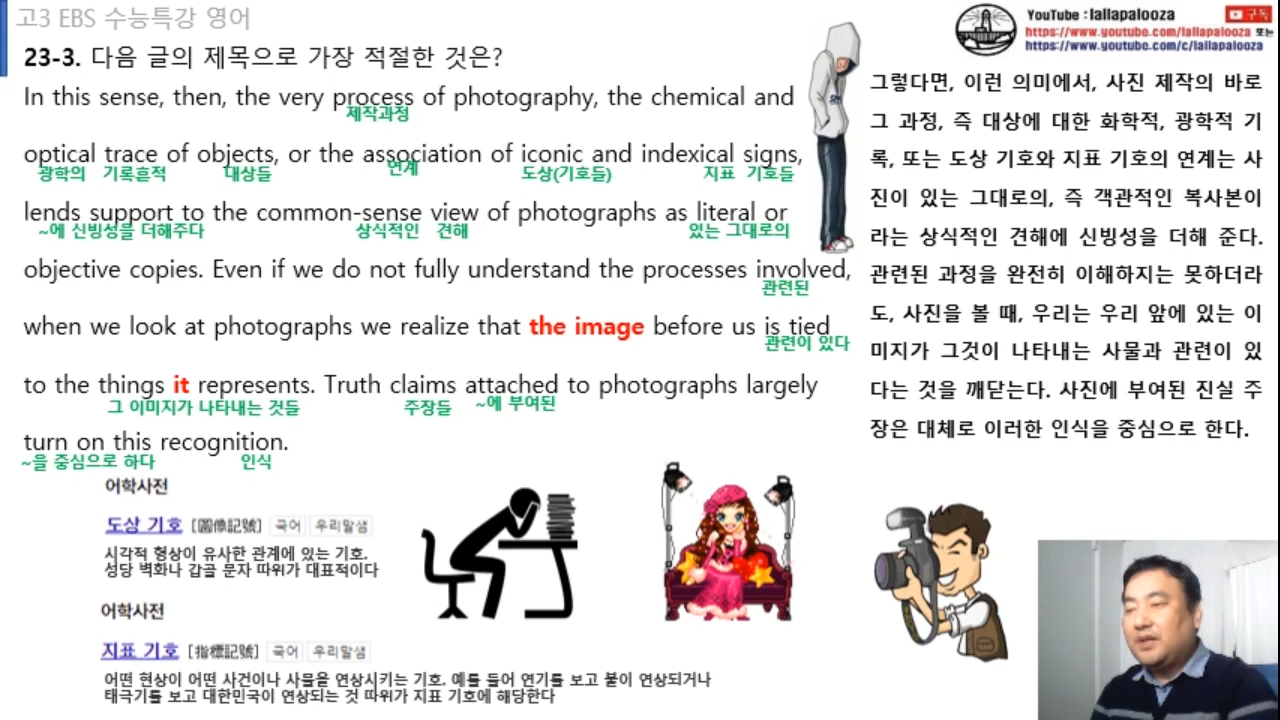 고3 EBS 수능특강 영어
YouTube : lallapalooza
구독
https://www.youtube.com/lallapalooza 또는
https://www.youtube.com/c/lallapalooza
23-3. 다음 글의 제목으로 가장 적절한 것은?
In this sense, then, the very process of photography, the chemical and
제작과정
optical trace of objects, or the association of iconic and indexical signs,
광학의 기록흔적 대상들 연계 도상(기호들) 지표 기호들
lends support to the common-sense view of photographs as literal or
~에 신빙성을 더해주다 상식적인 견해 있는 그대로의
objective copies. Even if we do not fully understand the processes involved,
관련된
when we look at photographs we realize that the image before us is tied
관련이 있다
to the things it represents. Truth claims attached to photographs largely
그 이미지가 나타내는 것들 주장들 ~에 부여된
turn on this recognition.
~을 중심으로 하다 인식
그렇다면, 이런 의미에서, 사진 제작의 바로
그 과정, 즉 대상에 대한 화학적, 광학적 기
록, 또는 도상 기호와 지표 기호의 연계는 사
진이 있는 그대로의, 즉 객관적인 복사본이
라는 상식적인 견해에 신빙성을 더해 준다.
관련된 과정을 완전히 이해하지는 못하더라
도, 사진을 볼 때, 우리는 우리 앞에 있는 이
미지가 그것이 나타내는 사물과 관련이 있
다는 것을 깨닫는다. 사진에 부여된 진실 주
장은 대체로 이러한 인식을 중심으로 한다.
어학사전
도상 기호 [圖像記號] 국어 우리말샘
시각적 형상이 유사한 관계에 있는 기호.
성당 벽화나 갑골 문자 따위가 대표적이다
어학사전
지표 기호 [指標記號] 국어 우리말샘
어떤 현상이 어떤 사건이나 사물을 연상시키는 기호. 예를 들어 연기를 보고 불이 연상되거나
태극기를 보고 대한민국이 연상되는 것 따위가 지표 기호에 해당한다